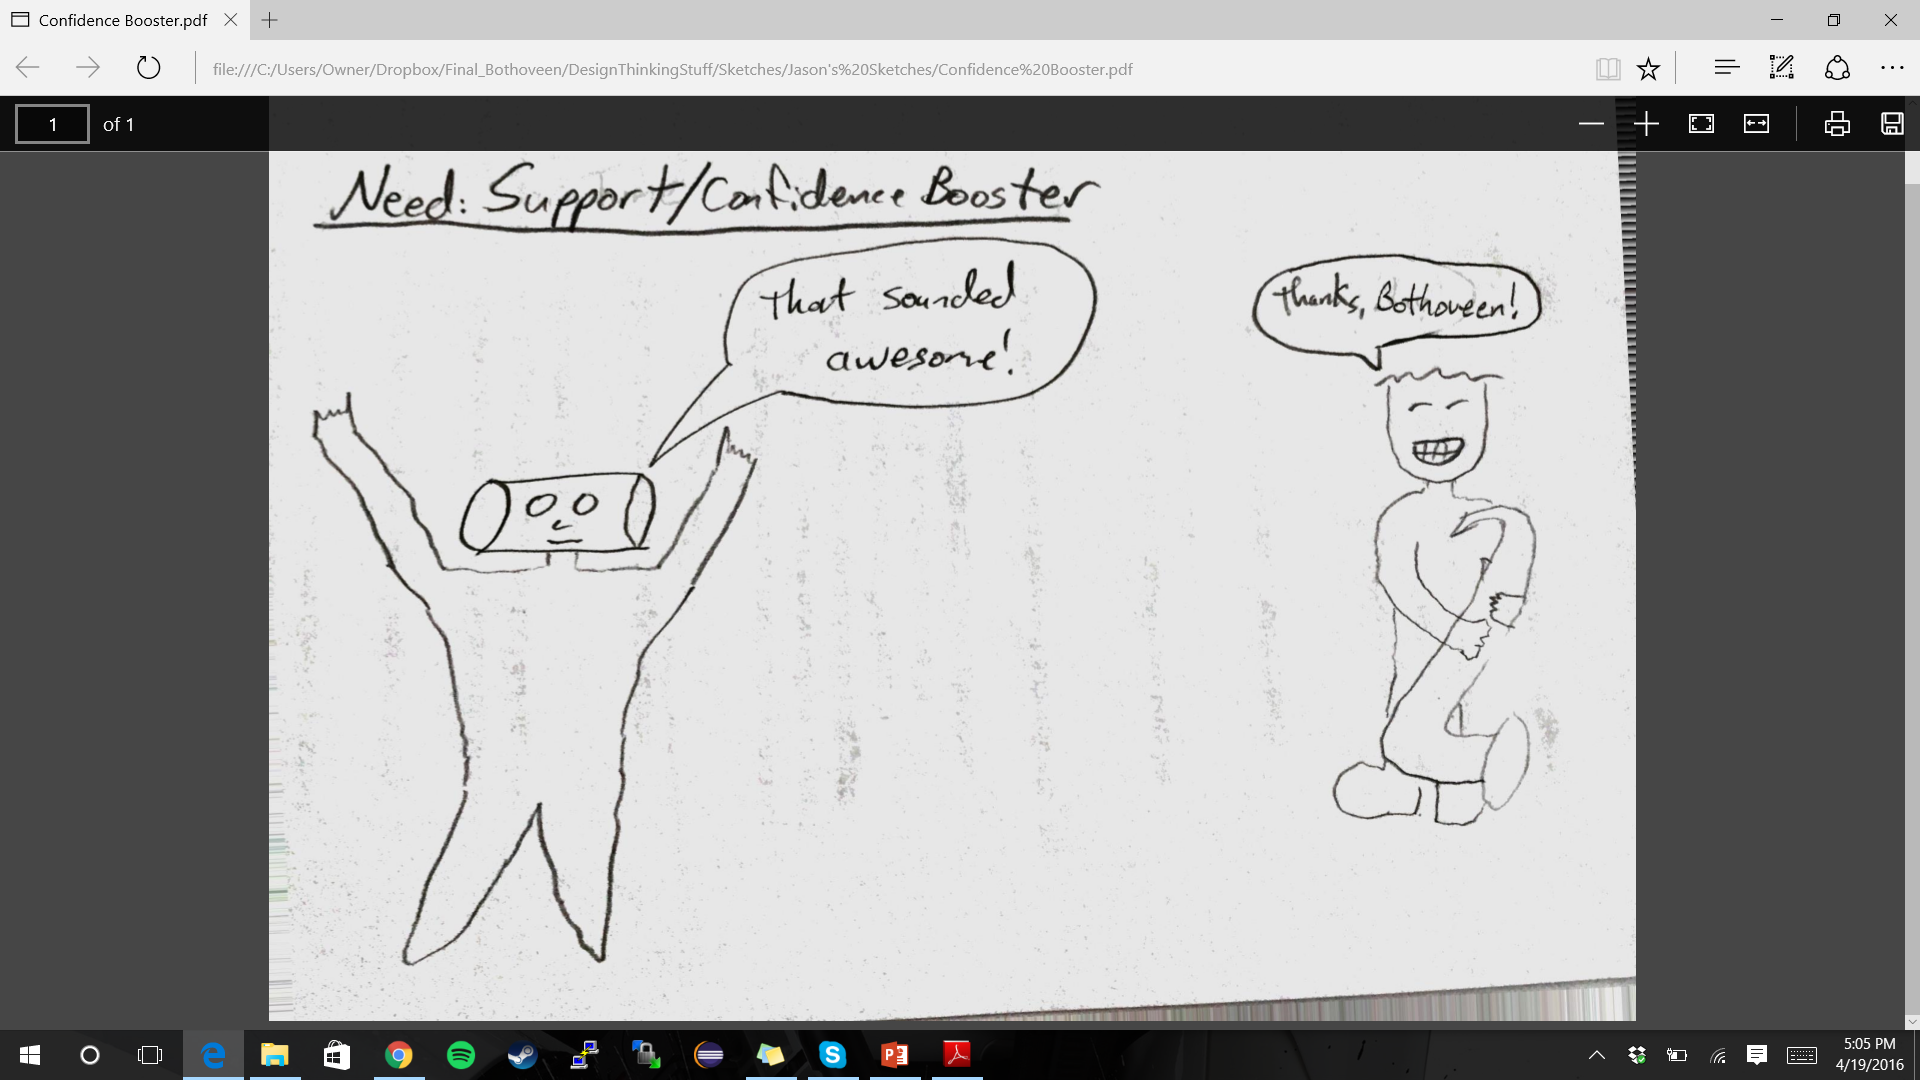 Confidence Booster.pdf
file:///C:/Users/Owner/Dropbox/Final_Bothoveen/DesignThinkingStuff/Sketches/Jason's%20Sketches/Confidence%20Booster.pdf
1 of 1
Need: Support/Confidence Booster
That sounded
awesome!
Thanks, Bothoveen!
5:05 PM
4/19/2016